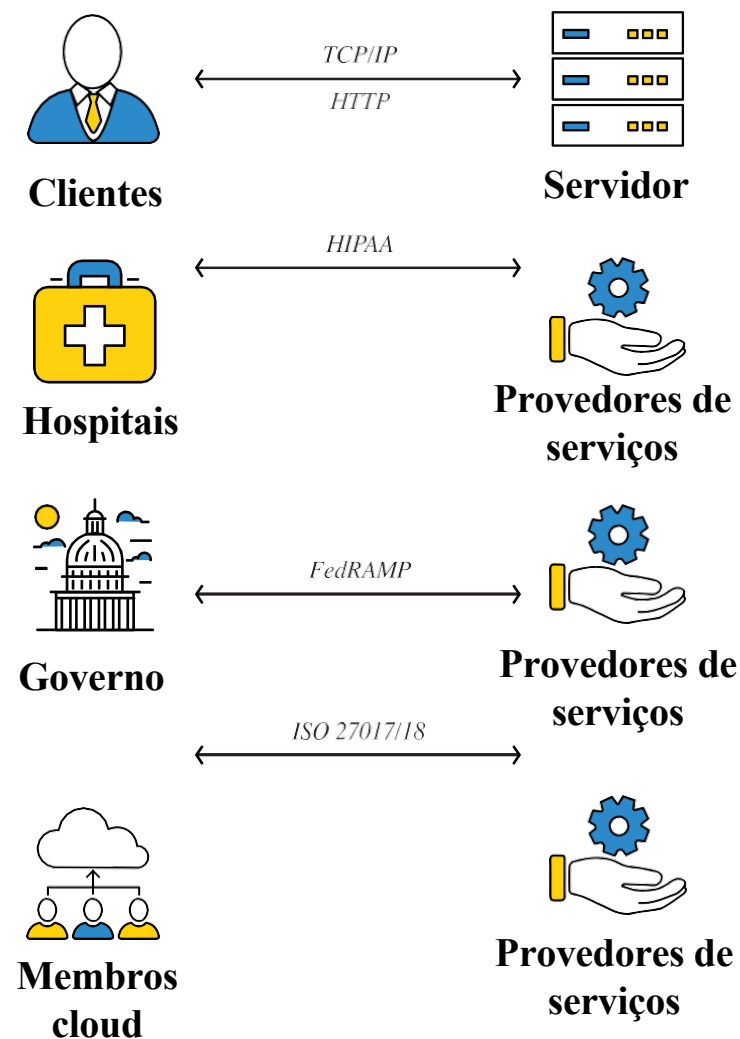 TCP/IP
HTTP
Clientes
Servidor
HIPAA
Hospitais
Provedores de
serviços
FedRAMP
Governo
Provedores de
serviços
ISO 27017/18
Membros
cloud
Provedores de
serviços